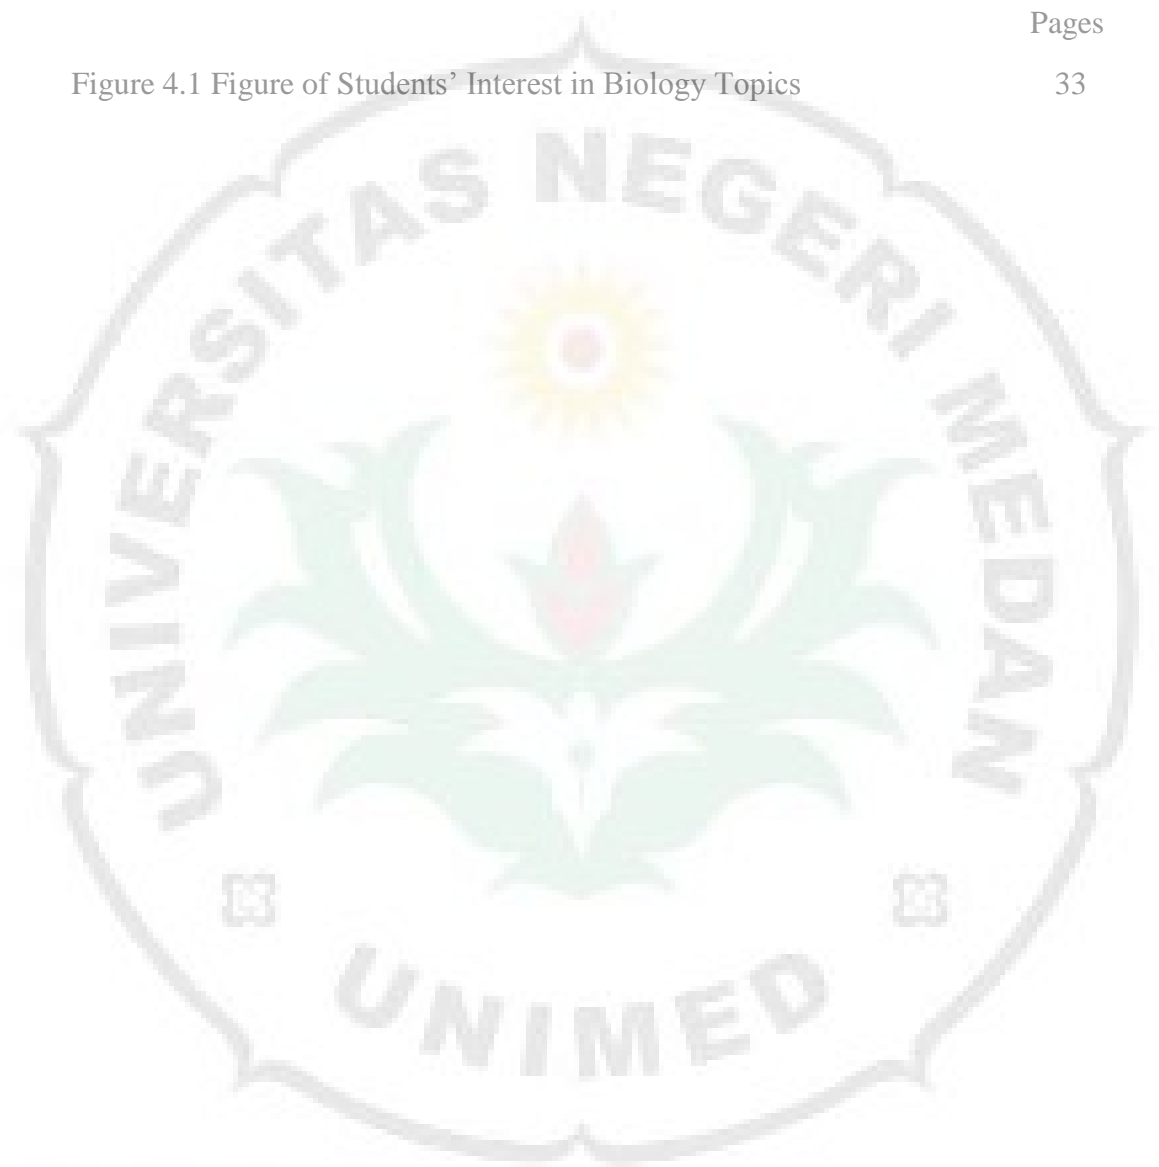 Pages
Figure 4.1 Figure of Students’ Interest in Biology Topics 33
UNIVERSITAS NEGERI MEDAN
UNIMED